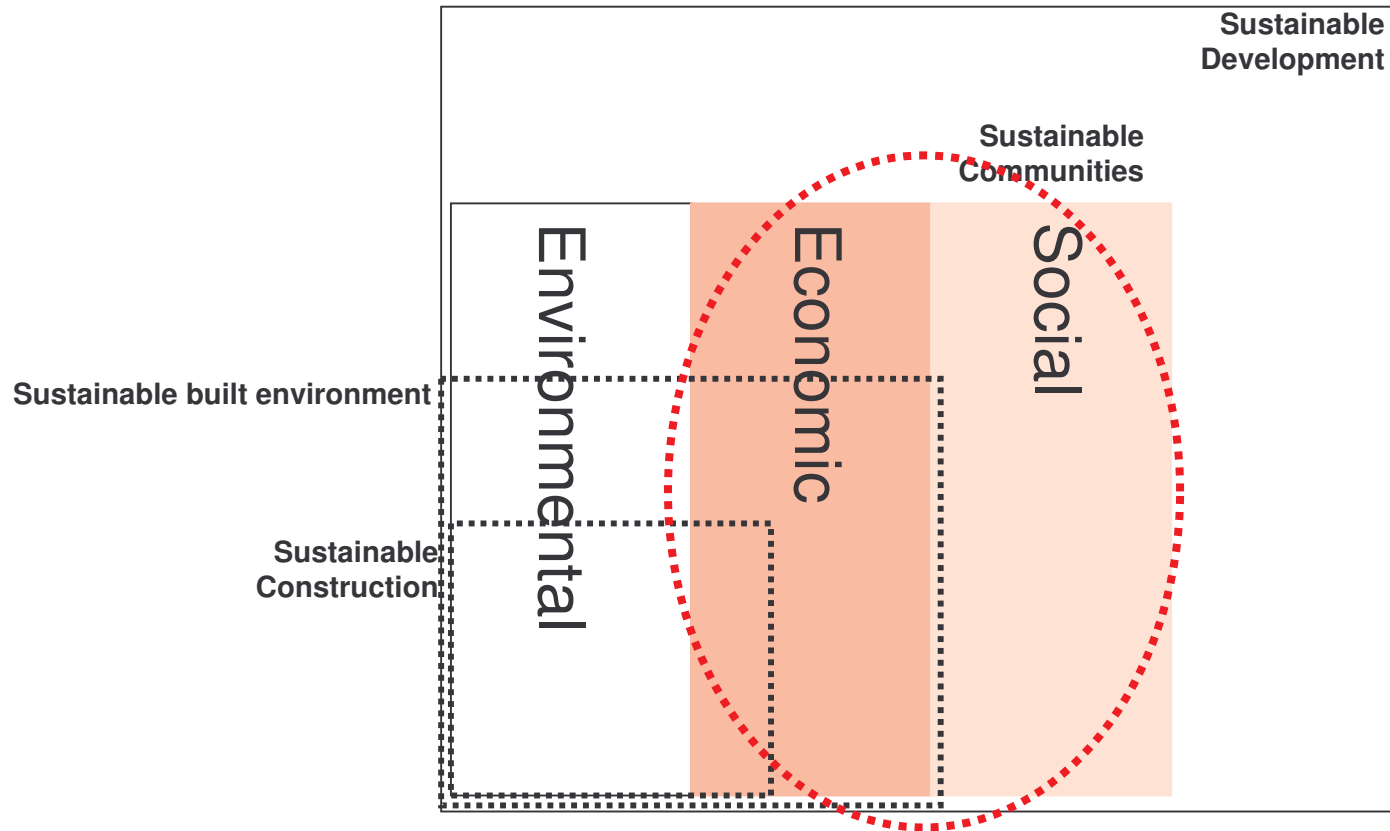 Sustainable
Development
Sustainable
Communities
Environmental
Economic
Social
Sustainable built environment
Sustainable
Construction